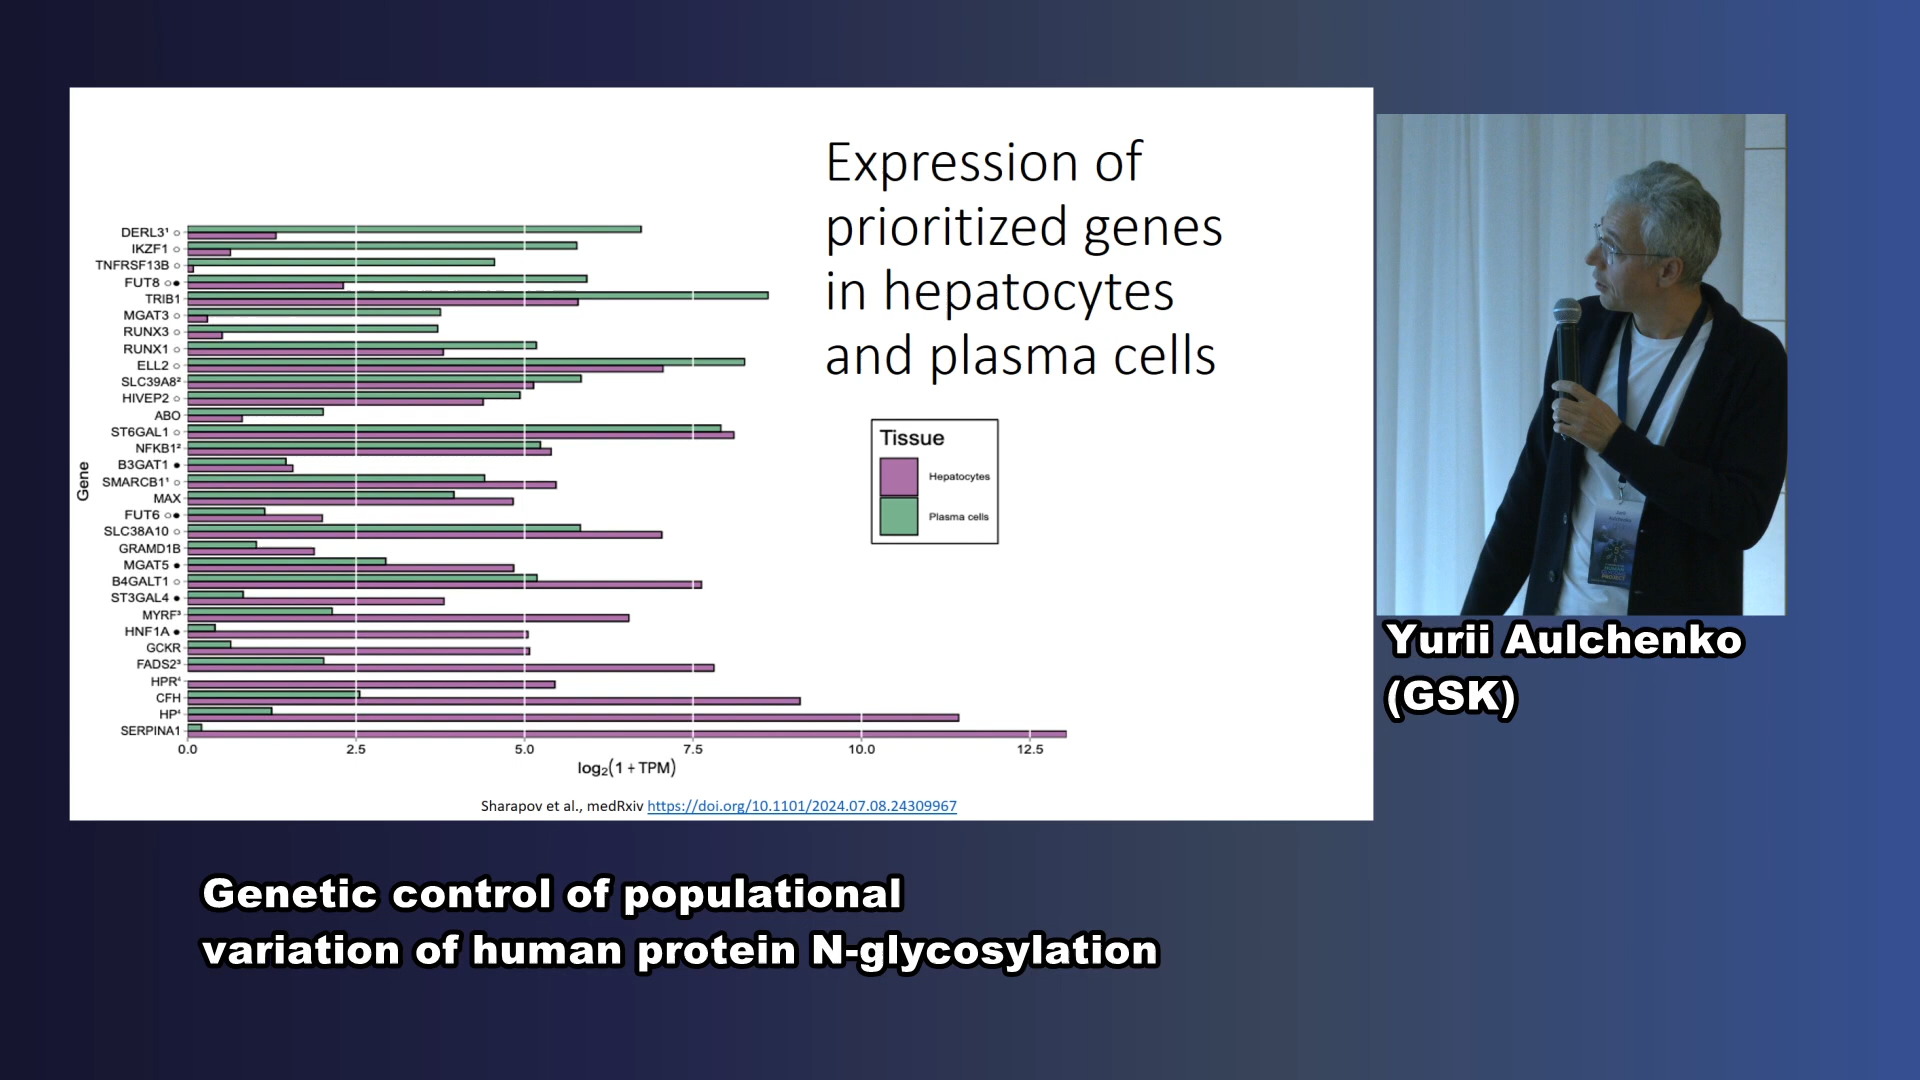 Expression of
prioritized genes
in hepatocytes
and plasma cells
DERL3¹ ○
IKZF1 ○
TNFRSF13B ○
FUT8 ○●
TRIB1
MGAT3 ○
RUNX3 ○
RUNX1 ○
ELL2 ○
SLC39A8²
HIVEP2 ○
ABO
ST6GAL1 ○
NFKB1²
B3GAT1 ●
SMARCB1¹ ○
MAX
FUT6 ○●
SLC38A10 ○
GRAMD1B
MGAT5 ●
B4GALT1 ○
ST3GAL4 ●
MYRF³
HNF1A ●
GCKR
FADS2³
HPR⁴
CFH
HP⁴
SERPINA1
Gene
0.0 2.5 5.0 7.5 10.0 12.5
log₂(1 + TPM)
Tissue
Hepatocytes
Plasma cells
Sharapov et al., medRxiv https://doi.org/10.1101/2024.07.08.24309967
Yurii Aulchenko
(GSK)
Genetic control of populational
variation of human protein N-glycosylation